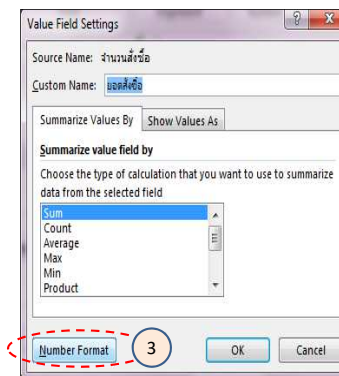 Value Field Settings
Source Name: จำนวนสั่งซื้อ
Custom Name: ยอดสั่งซื้อ
Summarize Values By Show Values As
Summarize value field by
Choose the type of calculation that you want to use to summarize
data from the selected field
Sum
Count
Average
Max
Min
Product
Number Format 3 OK Cancel